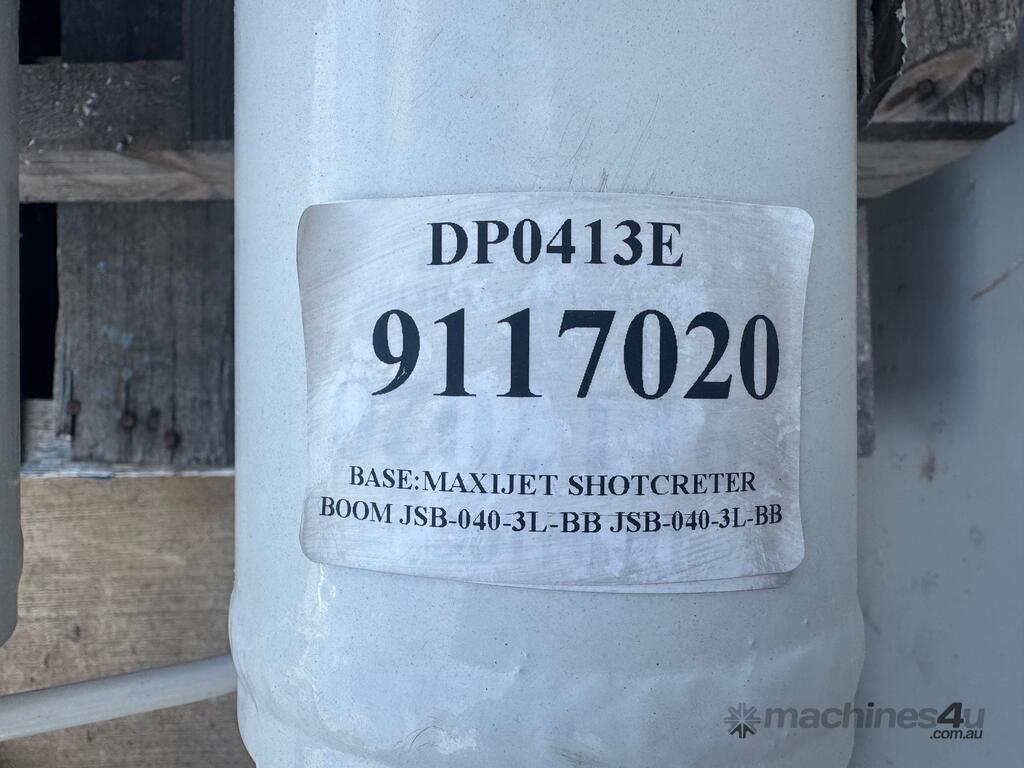 DP0413E
9117020
BASE:MAXIJET SHOTCRETER
BOOM JSB-040-3L-BB JSB-040-3L-BB
machines4u
.com.au